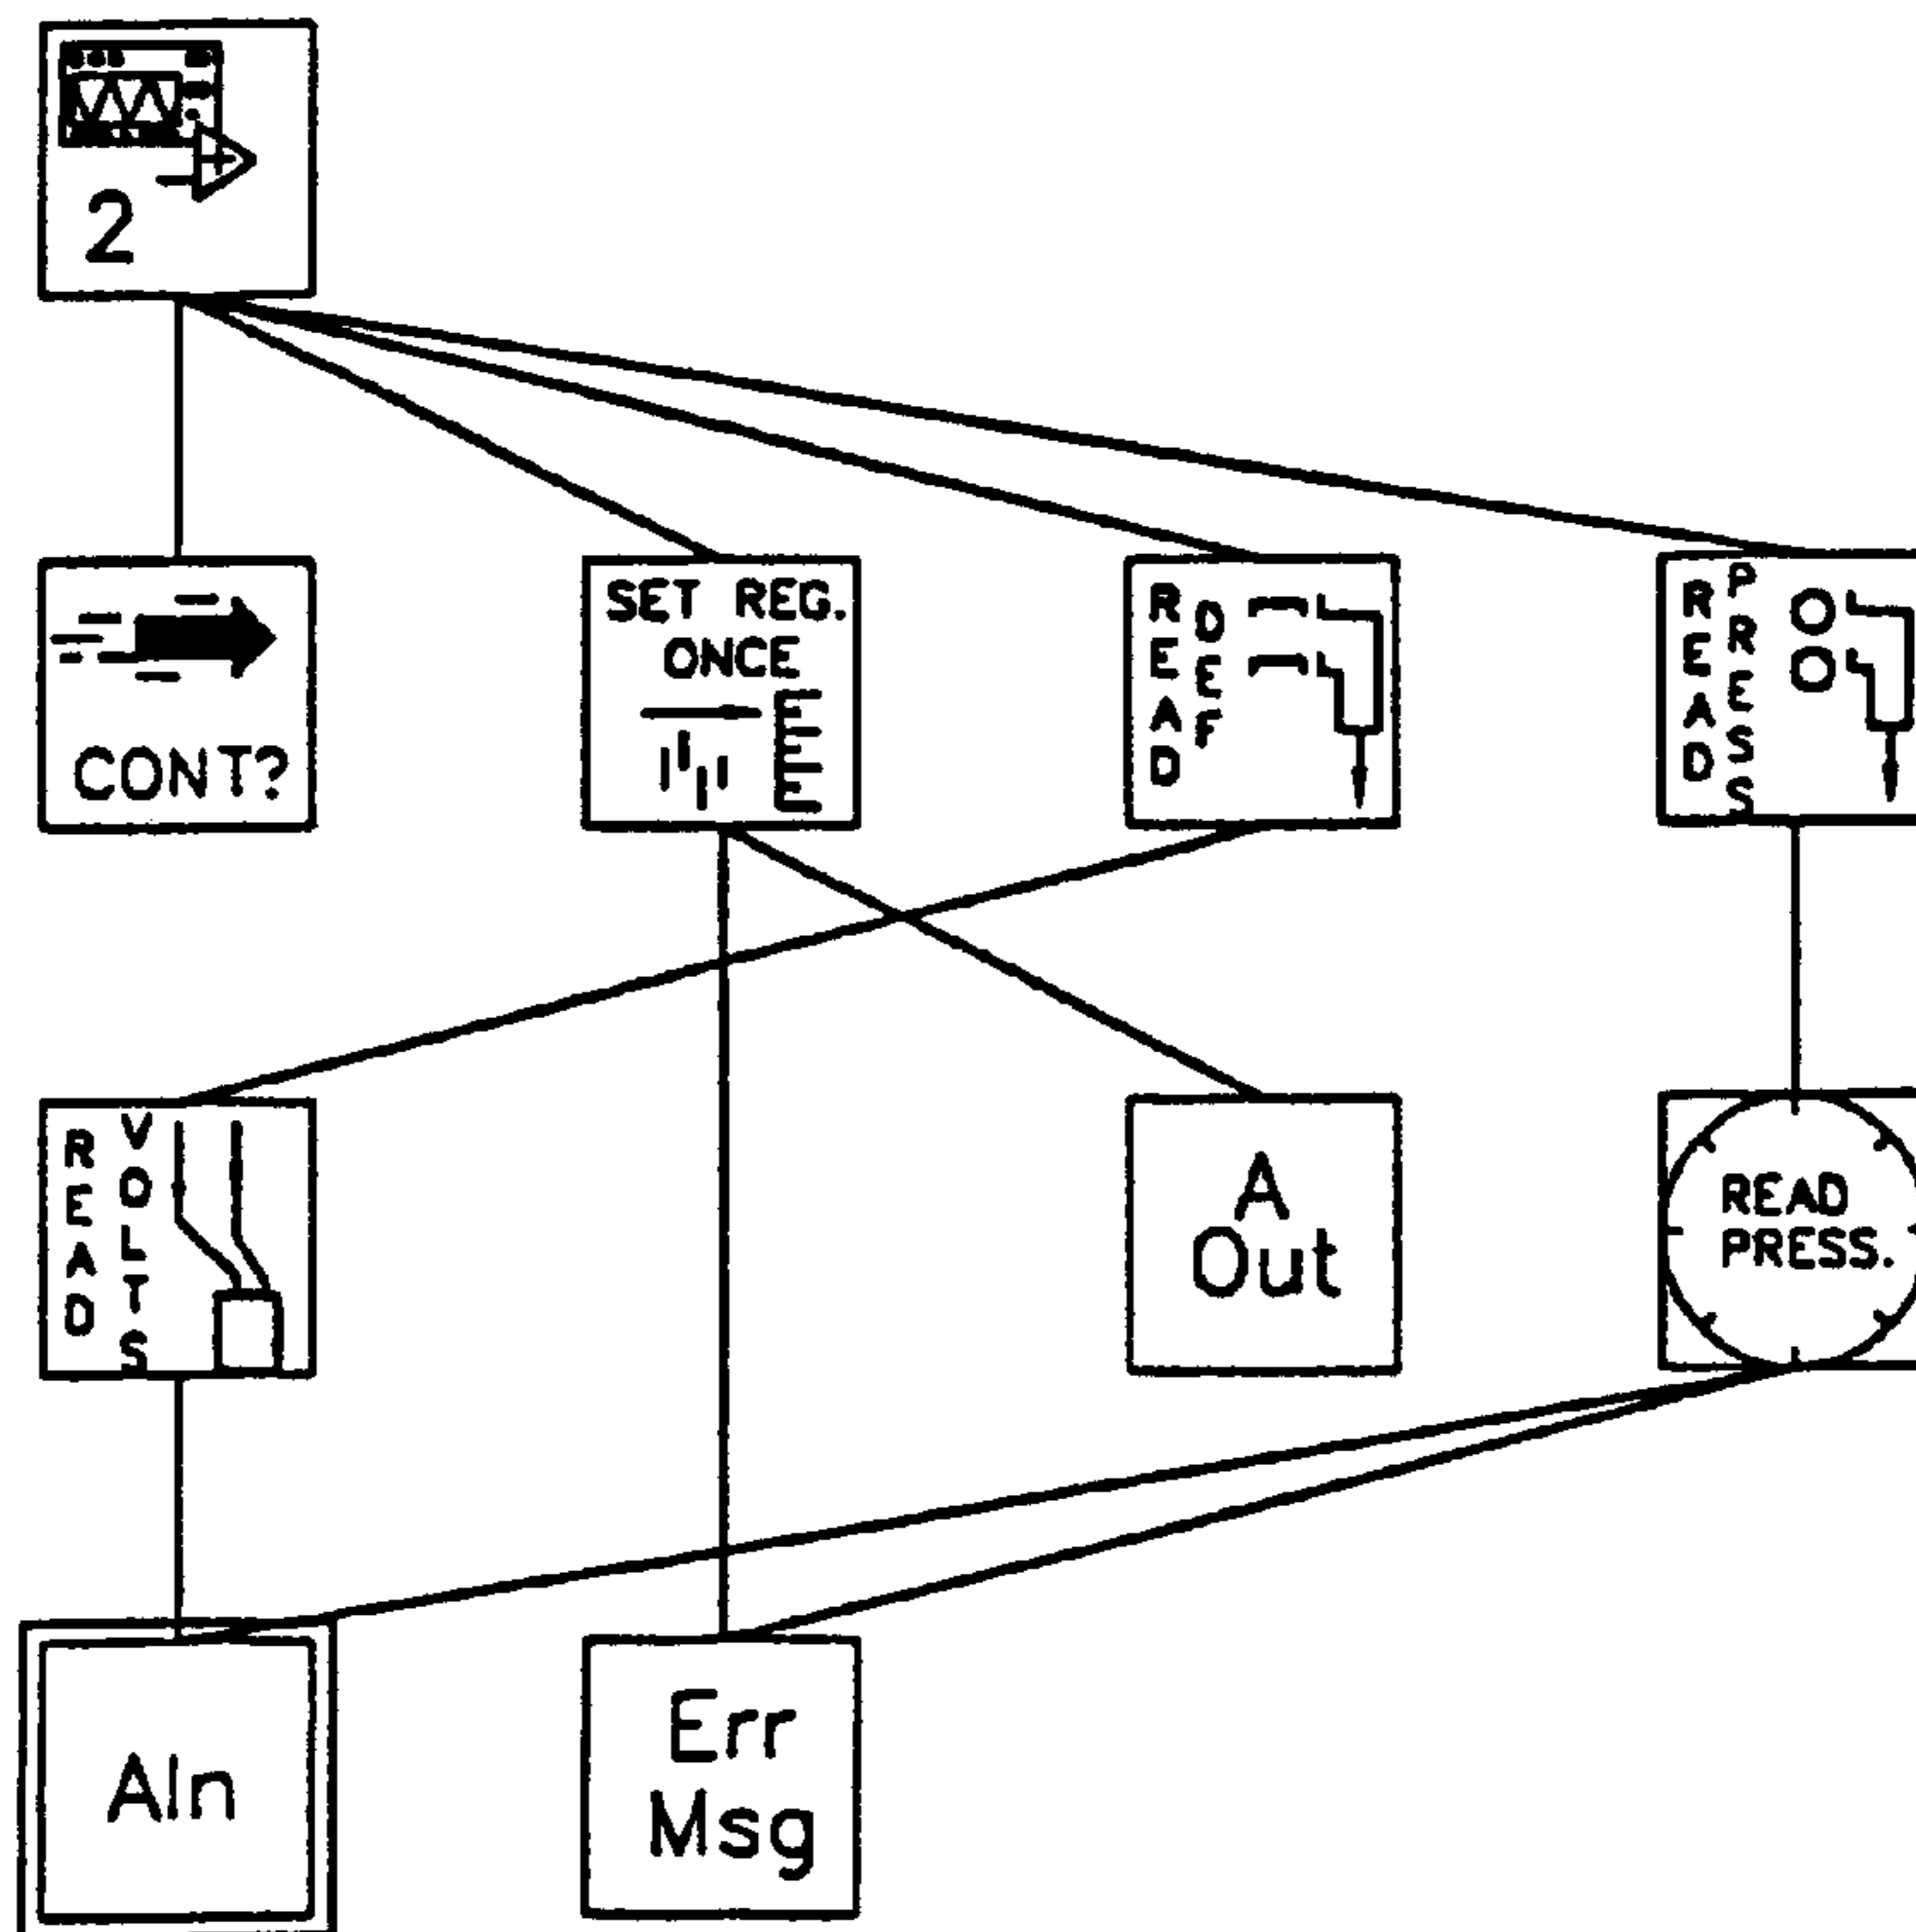 2
CONT?
SET REG.
ONCE
READ
DEF
READ
PRESS
READ
VOLTS
A
Out
READ
PRESS.
AIn
Err
Msg